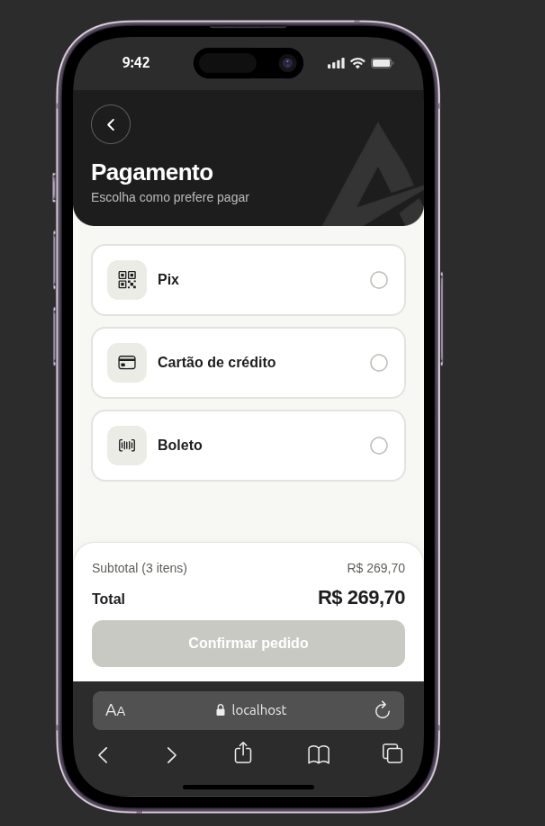 9:42
Pagamento
Escolha como prefere pagar
Pix
Cartão de crédito
Boleto
Subtotal (3 itens) R$ 269,70
Total R$ 269,70
Confirmar pedido
AA localhost